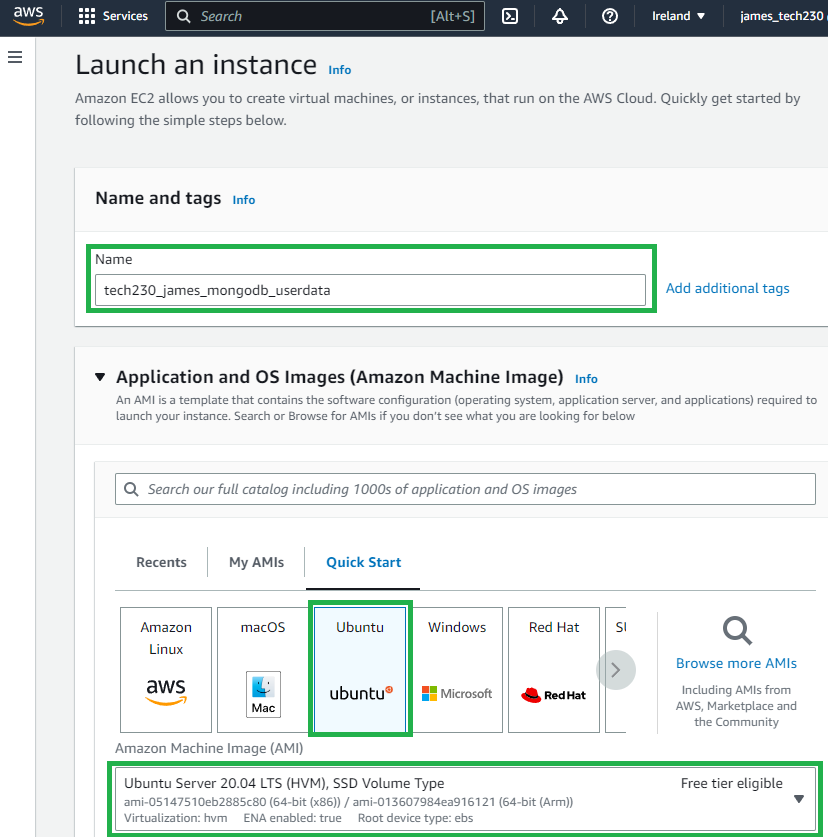 aws
Services
Search
[Alt+S]
Ireland
james_tech230
Launch an instance Info
Amazon EC2 allows you to create virtual machines, or instances, that run on the AWS Cloud. Quickly get started by
following the simple steps below.
Name and tags Info
Name
tech230_james_mongodb_userdata
Add additional tags
Application and OS Images (Amazon Machine Image) Info
An AMI is a template that contains the software configuration (operating system, application server, and applications) required to
launch your instance. Search or Browse for AMIs if you don't see what you are looking for below
Search our full catalog including 1000s of application and OS images
Recents
My AMIs
Quick Start
Amazon
Linux
aws
macOS
Mac
Ubuntu
ubuntu
Windows
Microsoft
Red Hat
Red Hat
Browse more AMIs
Including AMIs from
AWS, Marketplace and
the Community
Amazon Machine Image (AMI)
Ubuntu Server 20.04 LTS (HVM), SSD Volume Type
Free tier eligible
ami-05147510eb2885c80 (64-bit (x86)) / ami-013607984ea916121 (64-bit (Arm))
Virtualization: hvm ENA enabled: true Root device type: ebs